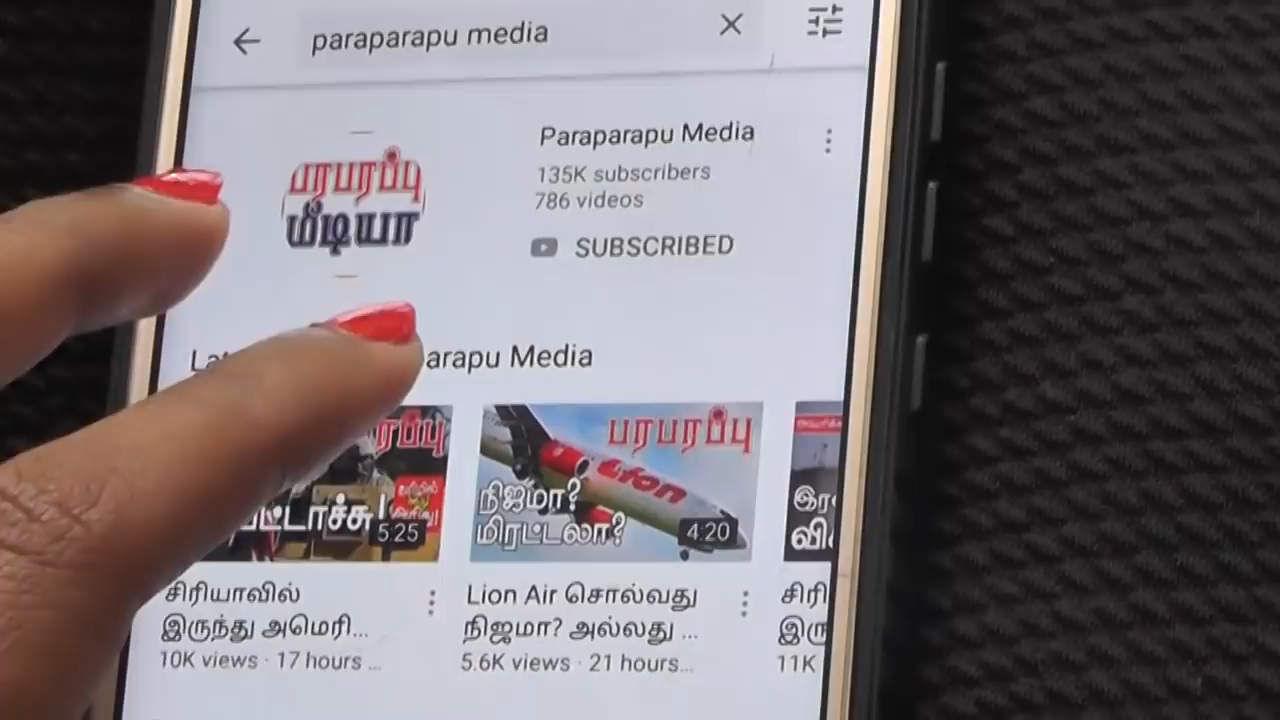 paraparapu media
Paraparapu Media
135K subscribers
786 videos
SUBSCRIBED
பரபரப்பு
மீடியா
arapu Media
பரபரப்பு
நிஜமா?
மிரட்டலா?
Lion
5:25
4:20
சிரியாவில்
இருந்து அமெரி...
10K views · 17 hours ...
Lion Air சொல்வது
நிஜமா? அல்லது ...
5.6K views · 21 hours...
சிரி
இரு
11K